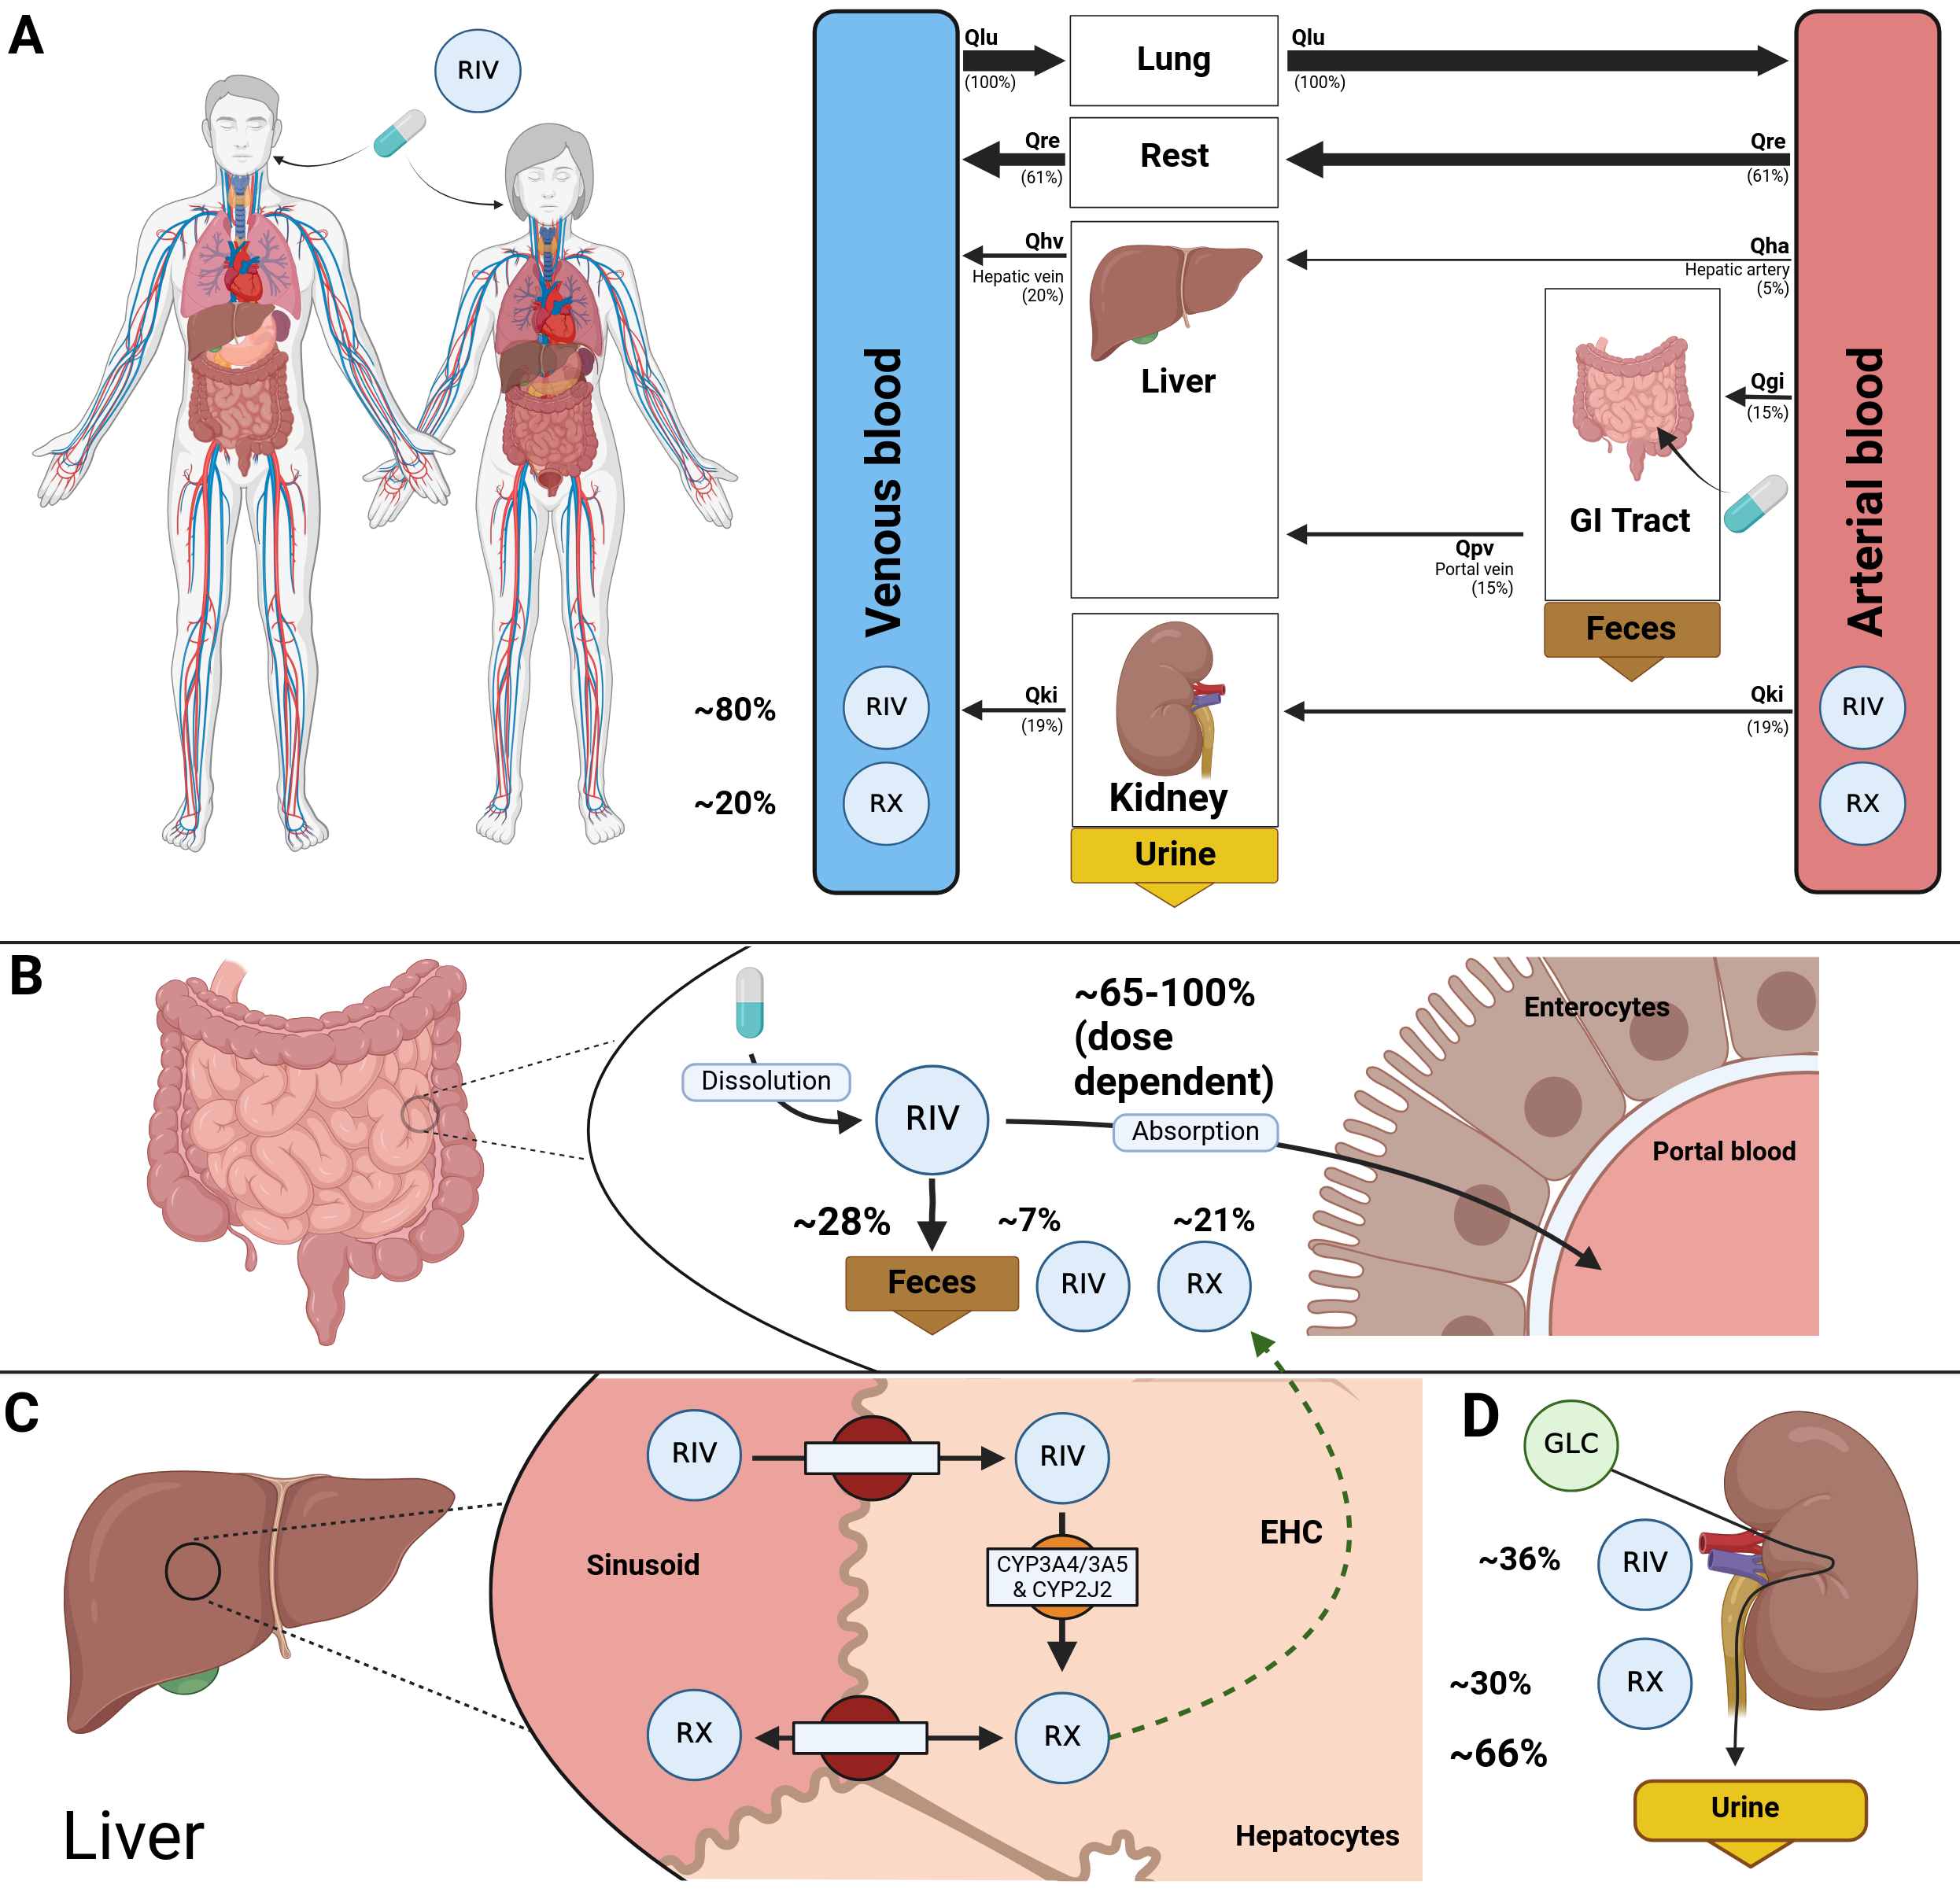 A
RIV
Venous blood
Arterial blood
Qlu
(100%)
Lung
Qlu
(100%)
Qre
(61%)
Rest
Qre
(61%)
Qhv
Hepatic vein
(20%)
Liver
Qha
Hepatic artery
(5%)
Qgi
(15%)
GI Tract
Qpv
Portal vein
(15%)
Feces
~80%
RIV
Qki
(19%)
Kidney
Qki
(19%)
RIV
~20%
RX
RX
Urine
B
Dissolution
RIV
~65-100%
(dose
dependent)
Absorption
Enterocytes
Portal blood
~28%
~7%
~21%
Feces
RIV
RX
C
RIV
RIV
Sinusoid
CYP3A4/3A5
& CYP2J2
EHC
RX
RX
Liver
Hepatocytes
D
GLC
~36%
RIV
~30%
RX
~66%
Urine